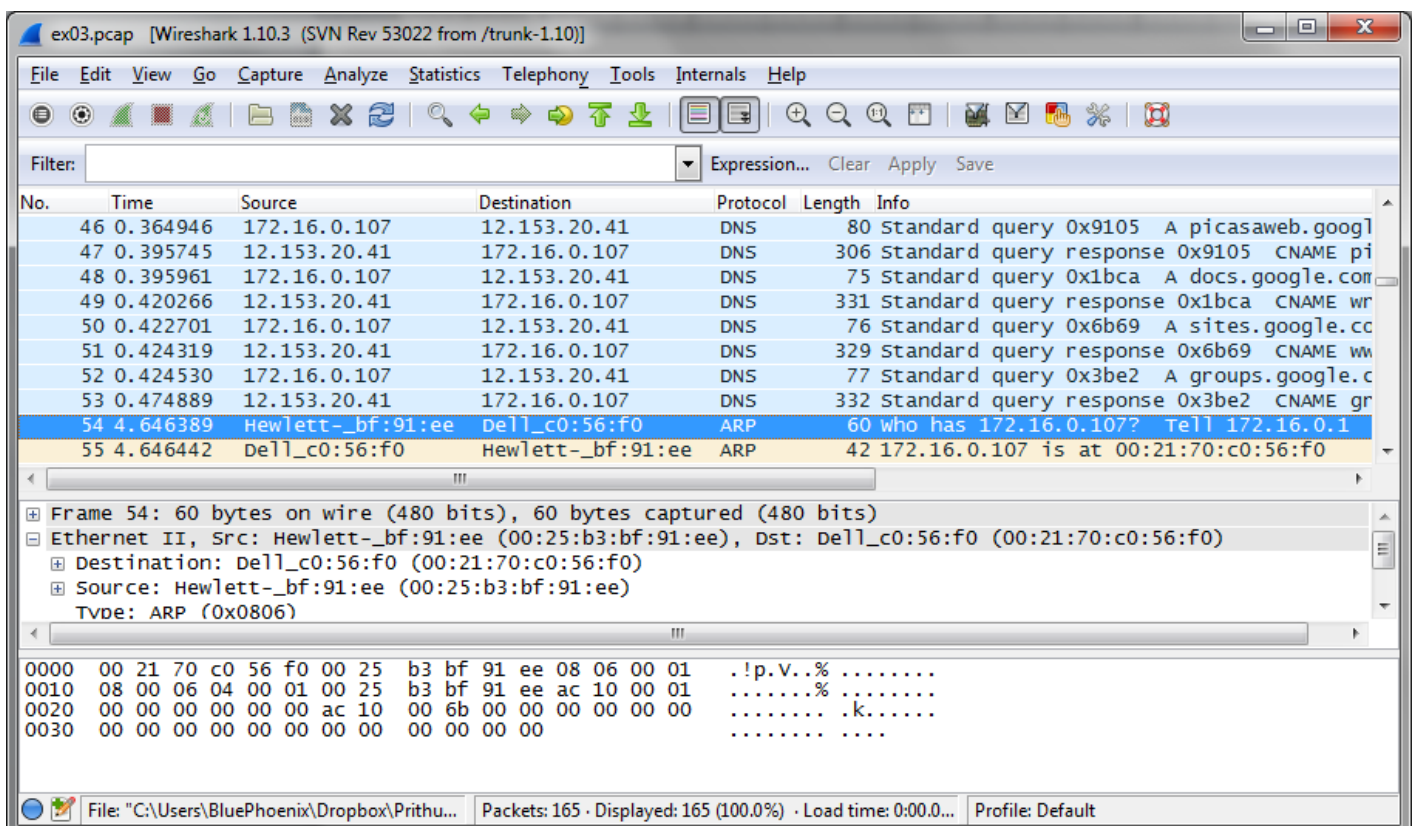 ex03.pcap [Wireshark 1.10.3 (SVN Rev 53022 from /trunk-1.10)]
File Edit View Go Capture Analyze Statistics Telephony Tools Internals Help
Filter: Expression... Clear Apply Save
No. Time Source Destination Protocol Length Info
46 0.364946 172.16.0.107 12.153.20.41 DNS 80 Standard query 0x9105 A picasaweb.googl
47 0.395745 12.153.20.41 172.16.0.107 DNS 306 Standard query response 0x9105 CNAME pi
48 0.395961 172.16.0.107 12.153.20.41 DNS 75 Standard query 0x1bca A docs.google.com
49 0.420266 12.153.20.41 172.16.0.107 DNS 331 Standard query response 0x1bca CNAME wr
50 0.422701 172.16.0.107 12.153.20.41 DNS 76 Standard query 0x6b69 A sites.google.co
51 0.424319 12.153.20.41 172.16.0.107 DNS 329 Standard query response 0x6b69 CNAME ww
52 0.424530 172.16.0.107 12.153.20.41 DNS 77 Standard query 0x3be2 A groups.google.c
53 0.474889 12.153.20.41 172.16.0.107 DNS 332 Standard query response 0x3be2 CNAME gr
54 4.646389 Hewlett-_bf:91:ee Dell_c0:56:f0 ARP 60 Who has 172.16.0.107? Tell 172.16.0.1
55 4.646442 Dell_c0:56:f0 Hewlett-_bf:91:ee ARP 42 172.16.0.107 is at 00:21:70:c0:56:f0
Frame 54: 60 bytes on wire (480 bits), 60 bytes captured (480 bits)
Ethernet II, Src: Hewlett-_bf:91:ee (00:25:b3:bf:91:ee), Dst: Dell_c0:56:f0 (00:21:70:c0:56:f0)
Destination: Dell_c0:56:f0 (00:21:70:c0:56:f0)
Source: Hewlett-_bf:91:ee (00:25:b3:bf:91:ee)
Type: ARP (0x0806)
0000 00 21 70 c0 56 f0 00 25 b3 bf 91 ee 08 06 00 01 .!p.V..% ........
0010 08 00 06 04 00 01 00 25 b3 bf 91 ee ac 10 00 01 .......% ........
0020 00 00 00 00 00 00 ac 10 00 6b 00 00 00 00 00 00 ........ .k......
0030 00 00 00 00 00 00 00 00 00 00 00 00 ........ ....
File: "C:\Users\BluePhoenix\Dropbox\Prithu... Packets: 165 · Displayed: 165 (100.0%) · Load time: 0:00.0... Profile: Default